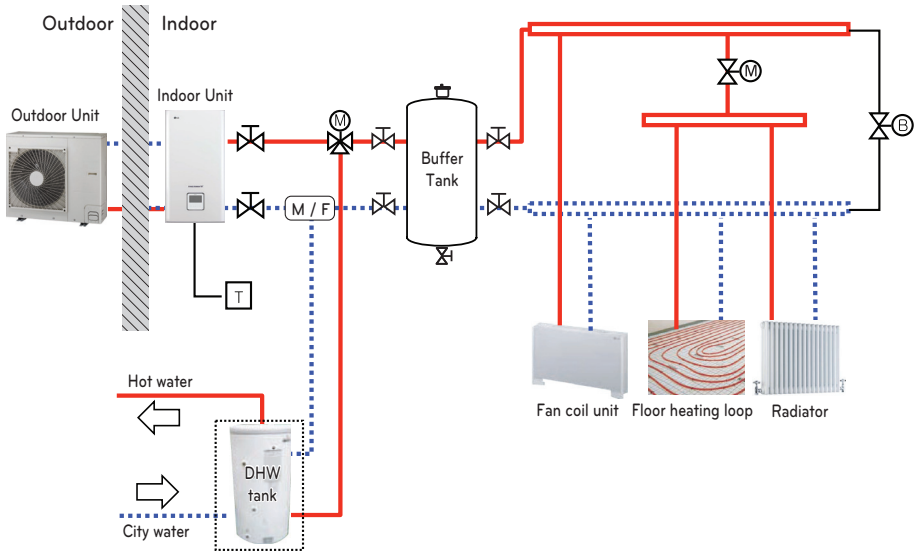 Outdoor
Indoor
Outdoor Unit
Indoor Unit
M
M
B
Buffer
Tank
M / F
T
Hot water
Fan coil unit
Floor heating loop
Radiator
DHW
tank
City water